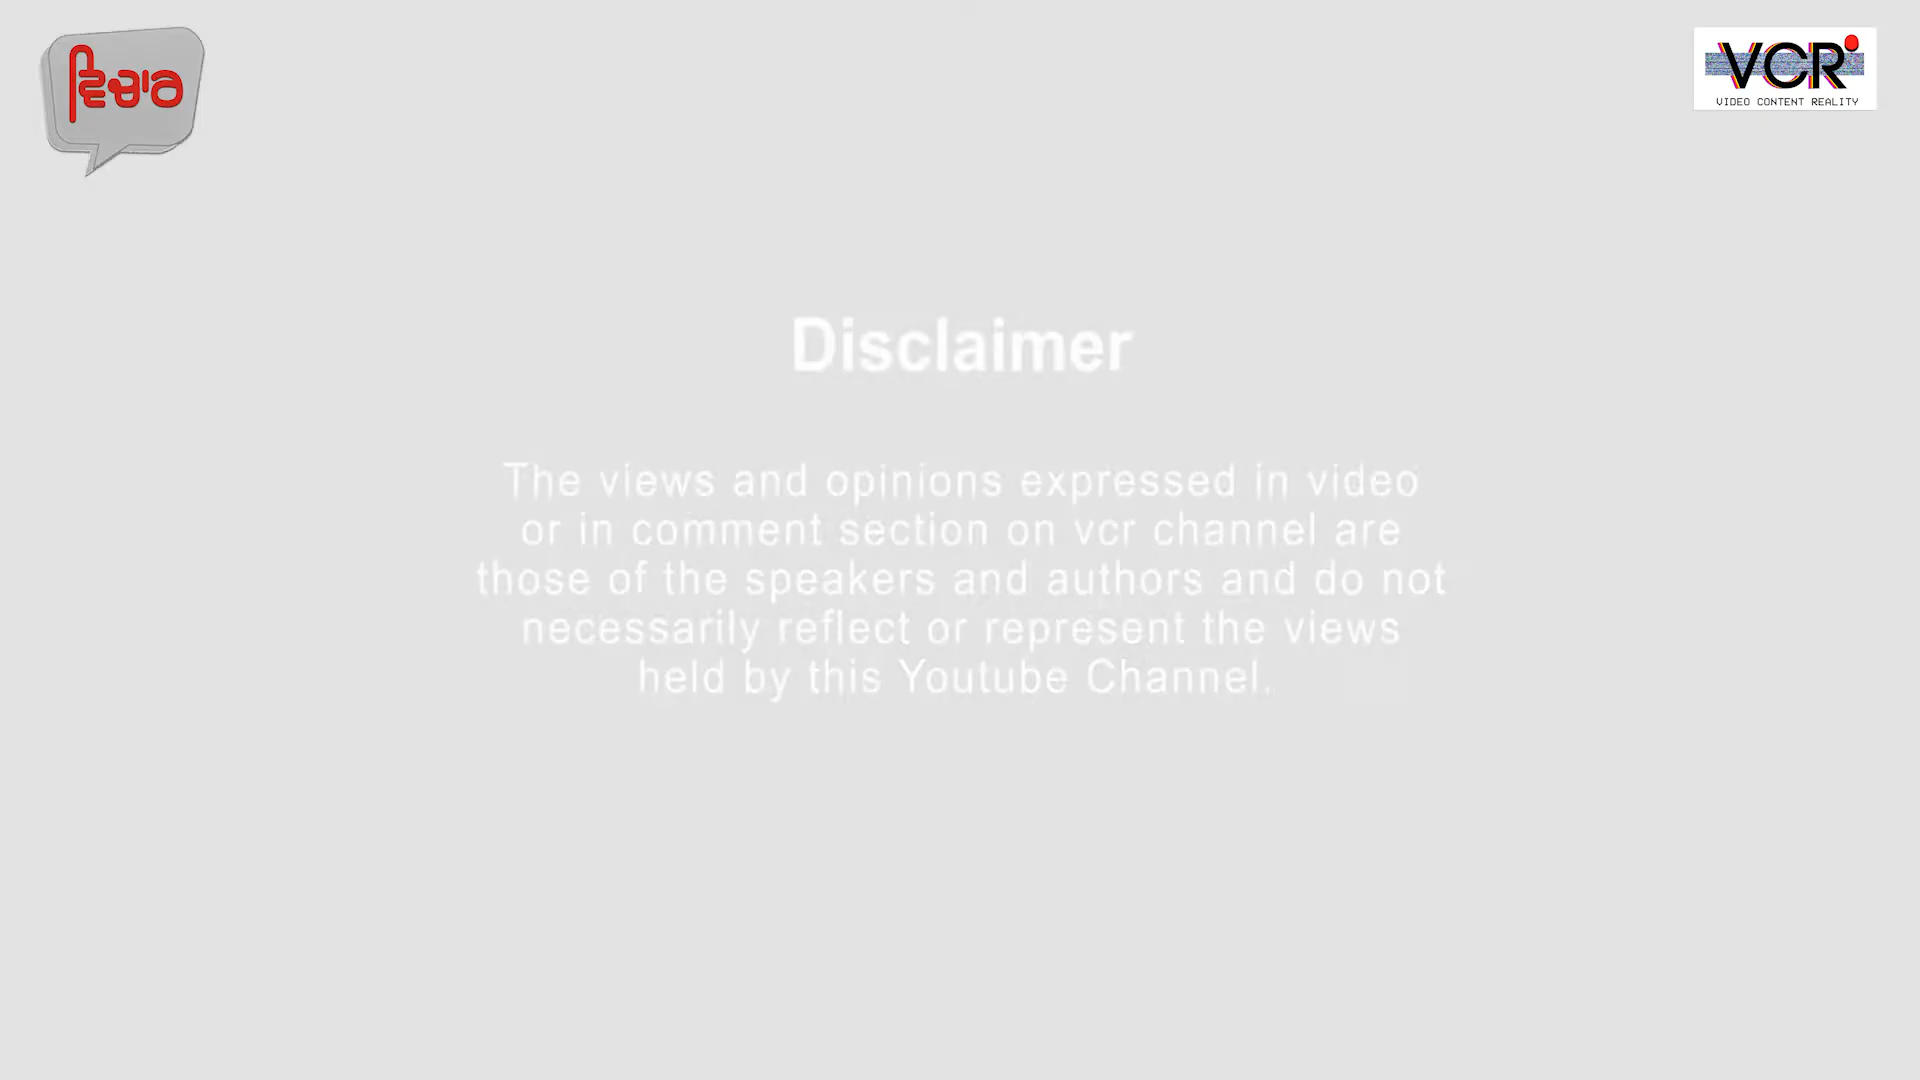 ਵਿਚਾਰ
VCR
VIDEO CONTENT REALITY
Disclaimer
The views and opinions expressed in video
or in comment section on vcr channel are
those of the speakers and authors and do not
necessarily reflect or represent the views
held by this Youtube Channel.